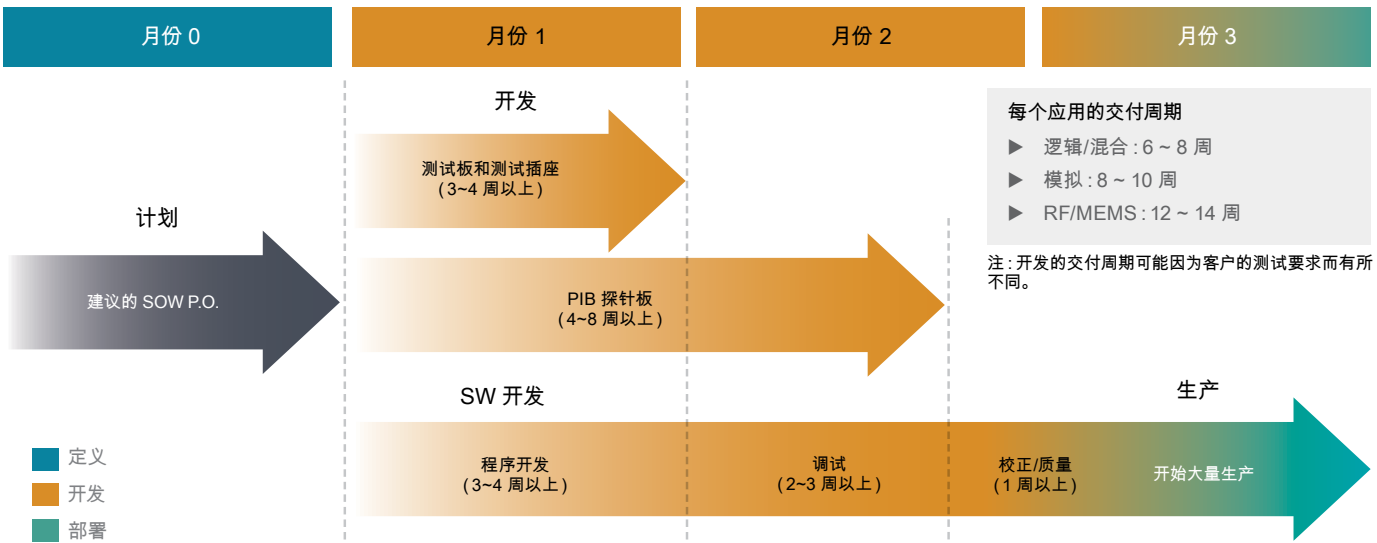 月份 0
月份 1
月份 2
月份 3
开发
测试板和测试插座
(3~4 周以上)
每个应用的交付周期
逻辑/混合 : 6 ~ 8 周
模拟 : 8 ~ 10 周
RF/MEMS : 12 ~ 14 周
注 : 开发的交付周期可能因为客户的测试要求而有所
不同。
计划
建议的 SOW P.O.
PIB 探针板
(4~8 周以上)
SW 开发
生产
程序开发
(3~4 周以上)
调试
(2~3 周以上)
校正/质量
(1 周以上)
开始大量生产
定义
开发
部署